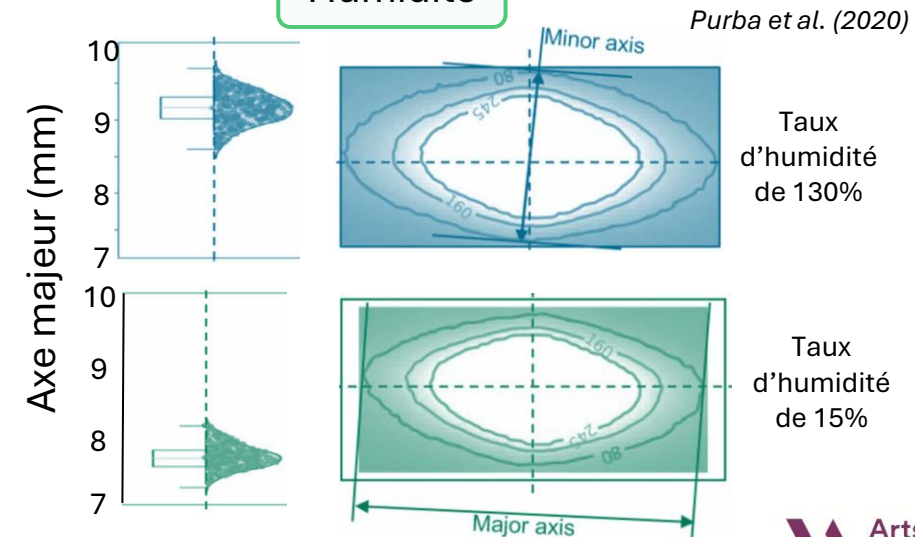 Humidité
Purba et al. (2020)
Axe majeur (mm)
10
9
8
7
Minor axis
80
245
160
Taux
d'humidité
de 130%
10
9
8
7
160
245
80
Major axis
Taux
d'humidité
de 15%
Arts